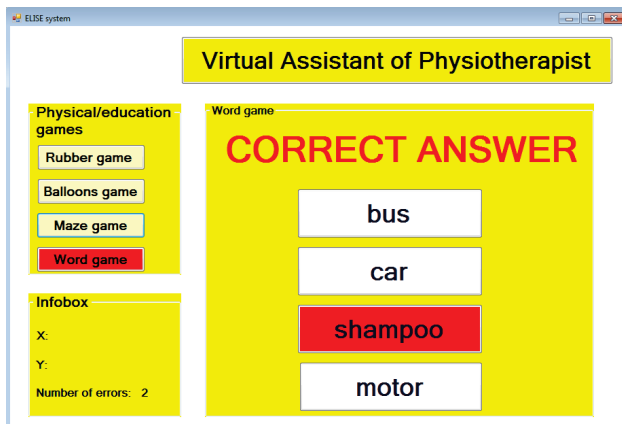 ELISE system
Virtual Assistant of Physiotherapist
Physical/education
games
Rubber game
Balloons game
Maze game
Word game
Infobox
X:
Y:
Number of errors: 2
Word game
CORRECT ANSWER
bus
car
shampoo
motor